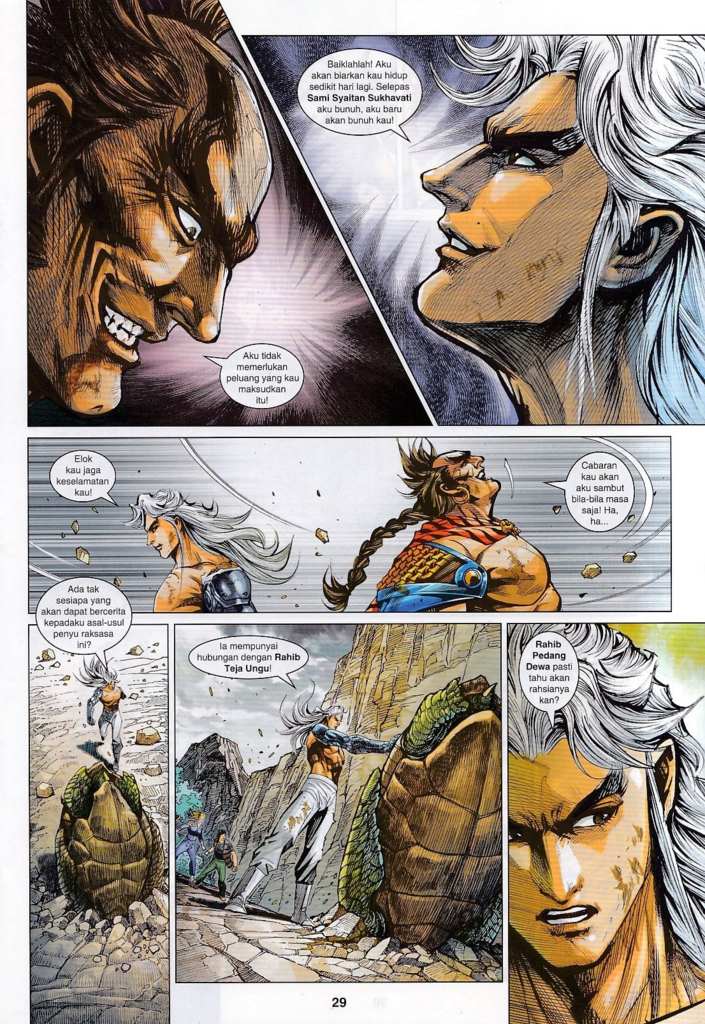 Baiklahlah! Aku
akan biarkan kau hidup
sedikit hari lagi. Selepas
Sami Syaitan Sukhavati
aku bunuh, aku baru
akan bunuh kau!
Aku tidak
memerlukan
peluang yang kau
maksudkan
itu!
Elok
kau jaga
keselamatan
kau!
Cabaran
kau akan
aku sambut
bila-bila masa
saja! Ha,
ha...
Ada tak
sesiapa yang
akan dapat bercerita
kepadaku asal-usul
penyu raksasa
ini?
Ia mempunyai
hubungan dengan Rahib
Teja Ungu!
Rahib
Pedang
Dewa pasti
tahu akan
rahsianya
kan?
29